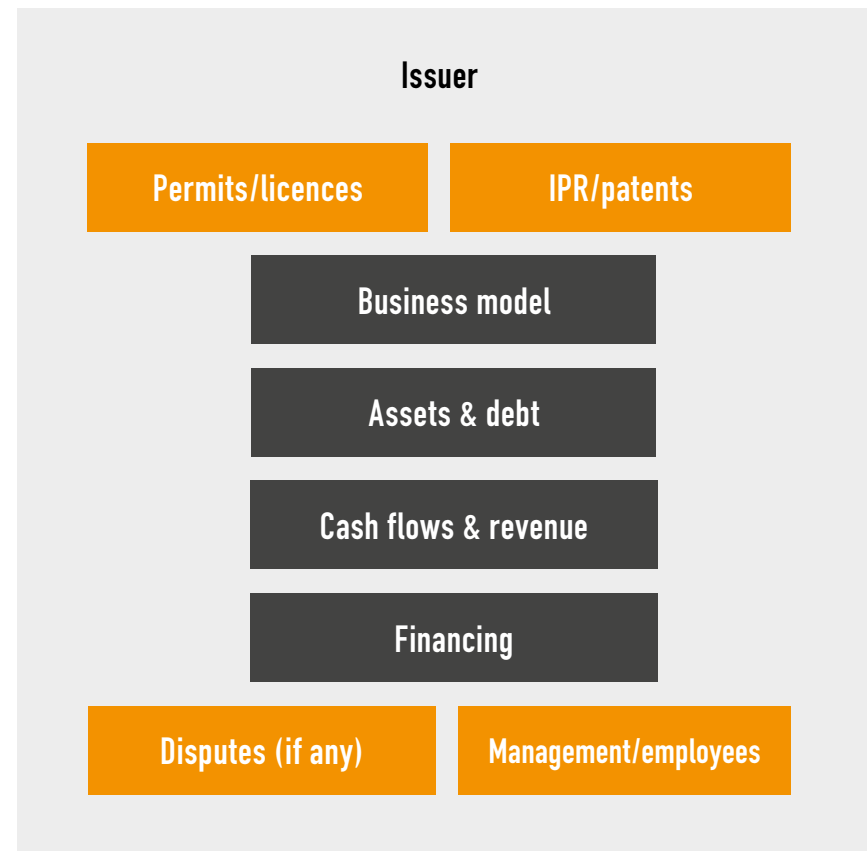 Issuer
Permits/licences
IPR/patents
Business model
Assets & debt
Cash flows & revenue
Financing
Disputes (if any)
Management/employees